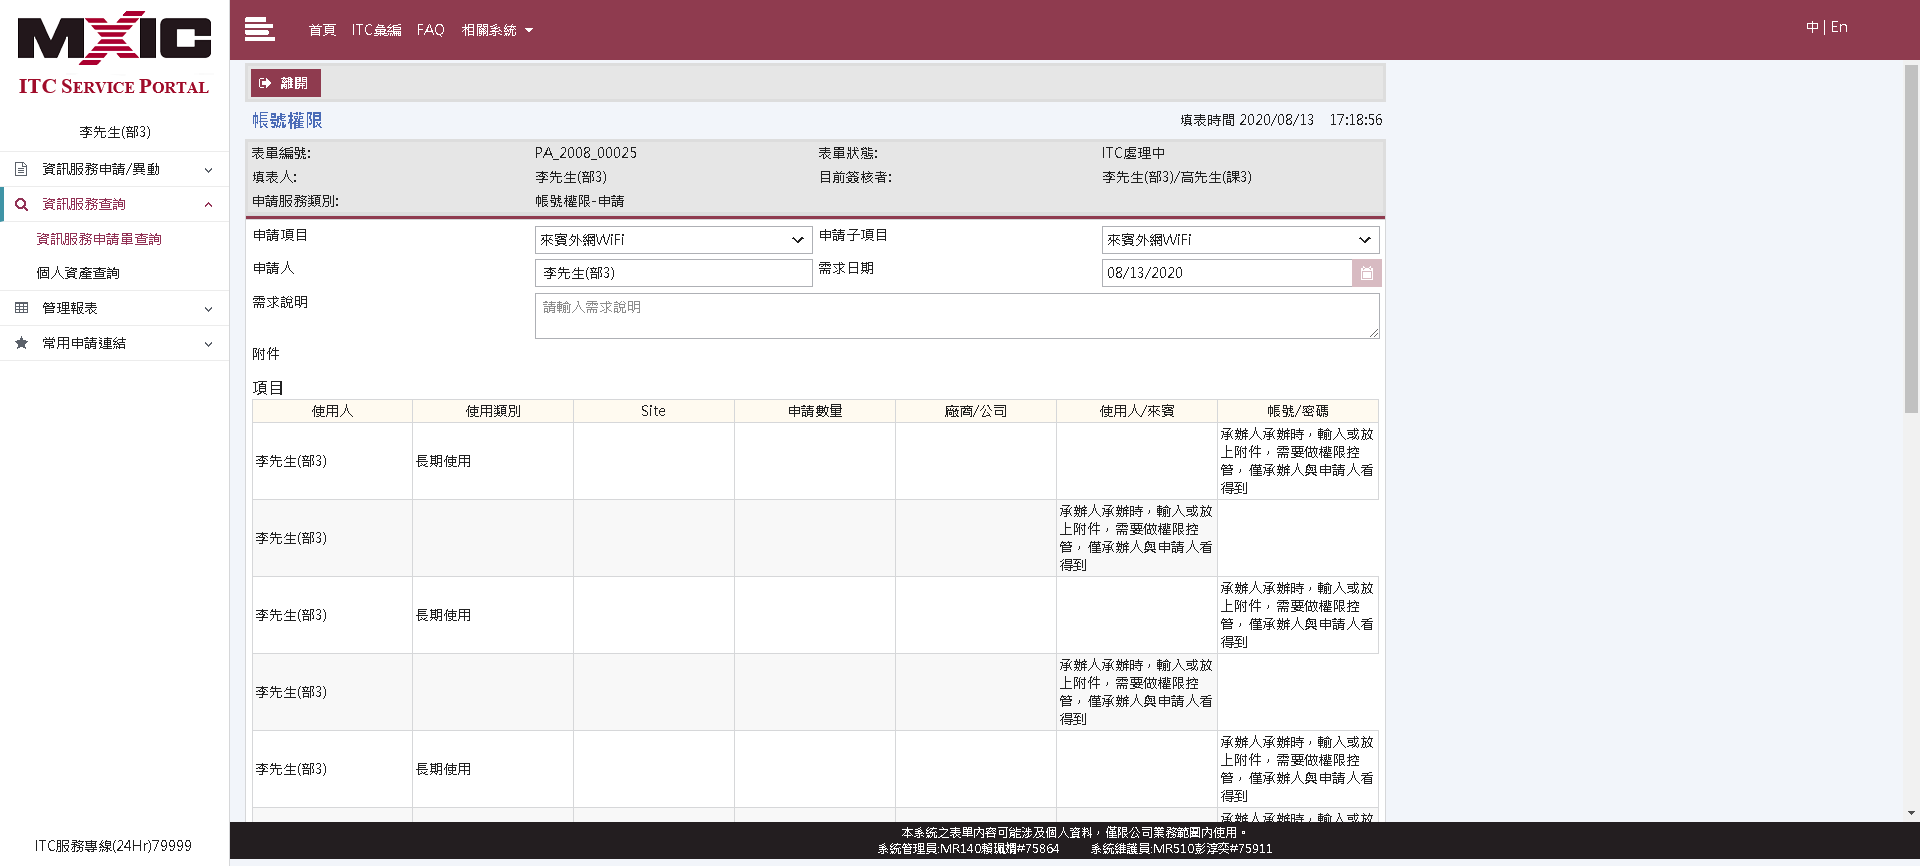 MXIC
ITC SERVICE PORTAL
李先生(部3)
資訊服務申請/異動
資訊服務查詢
資訊服務申請單查詢
個人資產查詢
管理報表
常用申請連結
ITC服務專線(24Hr)79999
首頁 ITC彙編 FAQ 相關系統
中 | En
離開
帳號權限
填表時間 2020/08/13 17:18:56
表單編號: PA_2008_00025 表單狀態: ITC處理中
填表人: 李先生(部3) 目前簽核者: 李先生(部3)/高先生(課3)
申請服務類別: 帳號權限-申請
申請項目 來賓外網WiFi 申請子項目 來賓外網WiFi
申請人 李先生(部3) 需求日期 08/13/2020
需求說明 請輸入需求說明
附件
項目
使用人 使用類別 Site 申請數量 廠商/公司 使用人/來賓 帳號/密碼
李先生(部3) 長期使用
承辦人承辦時，輸入或放
上附件，需要做權限控
管，僅承辦人與申請人看
得到
李先生(部3)
承辦人承辦時，輸入或放
上附件，需要做權限控
管，僅承辦人與申請人看
得到
李先生(部3) 長期使用
承辦人承辦時，輸入或放
上附件，需要做權限控
管，僅承辦人與申請人看
得到
李先生(部3)
承辦人承辦時，輸入或放
上附件，需要做權限控
管，僅承辦人與申請人看
得到
李先生(部3) 長期使用
承辦人承辦時，輸入或放
上附件，需要做權限控
管，僅承辦人與申請人看
得到
承辦人承辦時，輸入或放
本系統之表單內容可能涉及個人資料，僅限公司業務範圍內使用。
系統管理員:MR140賴珮嫺#75864 系統維護員:MR510彭淳奕#75911